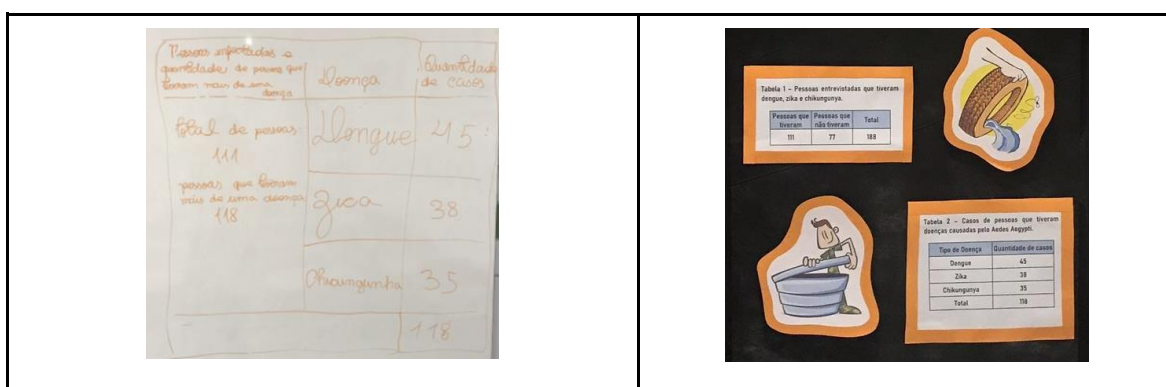 Pessoas infectadas e
quantidade de pessoas que
tiveram mais de uma
doença
Doença
Quantidade
de casos
total de pessoas
111
Dengue 45
pessoas que tiveram
mais de uma doença
118
Zica 38
Chicungunha 35
118
Tabela 1 - Pessoas entrevistadas que tiveram
dengue, zika e chikungunya.
Pessoas que tiveram
Pessoas que não tiveram
Total
111 77 188
Tabela 2 - Casos de pessoas que tiveram
doenças causadas pelo Aedes Aegypti.
Tipo de Doença Quantidade de casos
Dengue 45
Zika 38
Chikungunya 35
Total 118